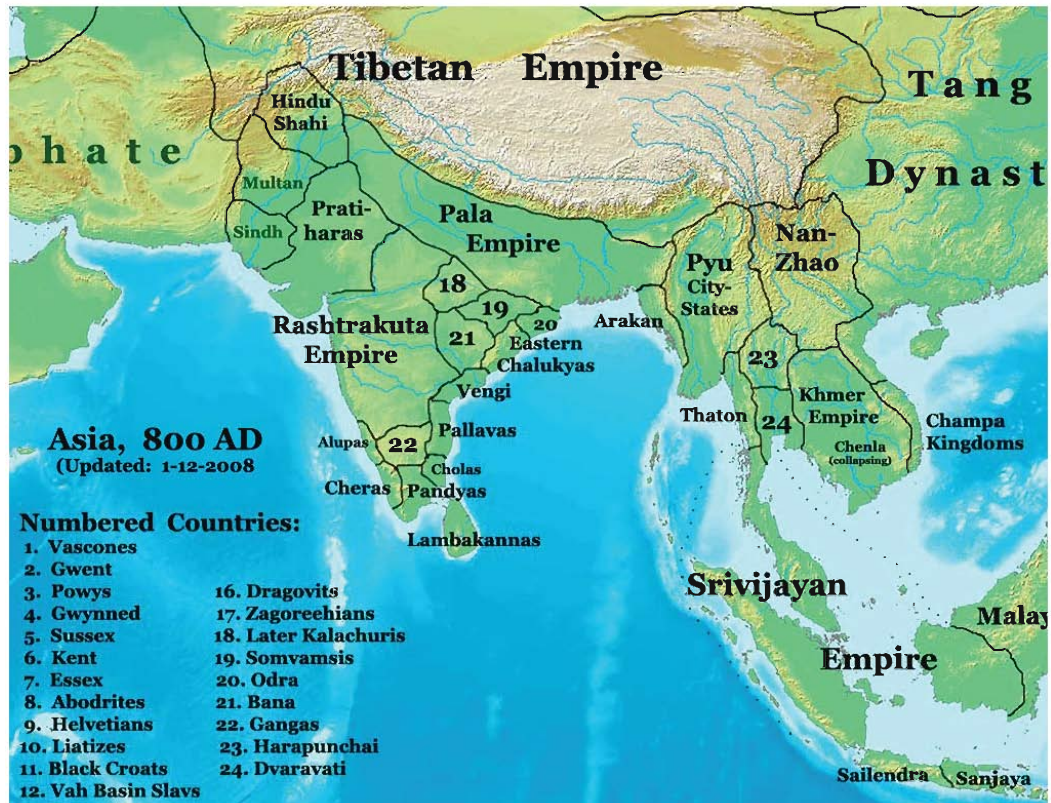 Tibetan Empire
Tang
Dynast
Hindu
Shahi
phate
Multan
Prati-
haras
Sindh
Pala
Empire
Nan-
Zhao
Pyu
City-
States
18
19
20
21
Rashtrakuta
Empire
Eastern
Chalukyas
Arakan
23
Vengi
Thaton
24
Khmer
Empire
Chenla
(collapsing)
Champa
Kingdoms
Asia, 800 AD
(Updated: 1-12-2008
Alupas
22
Pallavas
Cholas
Cheras
Pandyas
Lambakannas
Numbered Countries:
1. Vascones
2. Gwent
3. Powys
4. Gwynned
5. Sussex
6. Kent
7. Essex
8. Abodrites
9. Helvetians
10. Liatizes
11. Black Croats
12. Vah Basin Slavs
16. Dragovits
17. Zagoreehians
18. Later Kalachuris
19. Somvamsis
20. Odra
21. Bana
22. Gangas
23. Harapunchai
24. Dvaravati
Srivijayan
Empire
Malay
Sailendra
Sanjaya